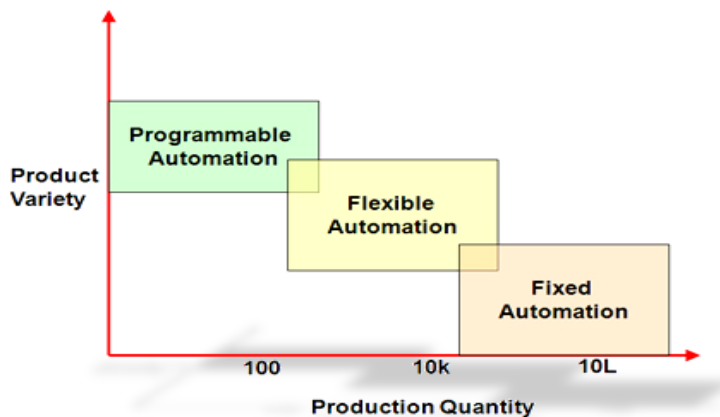 Programmable
Automation
Product
Variety
Flexible
Automation
Fixed
Automation
100
10k
10L
Production Quantity